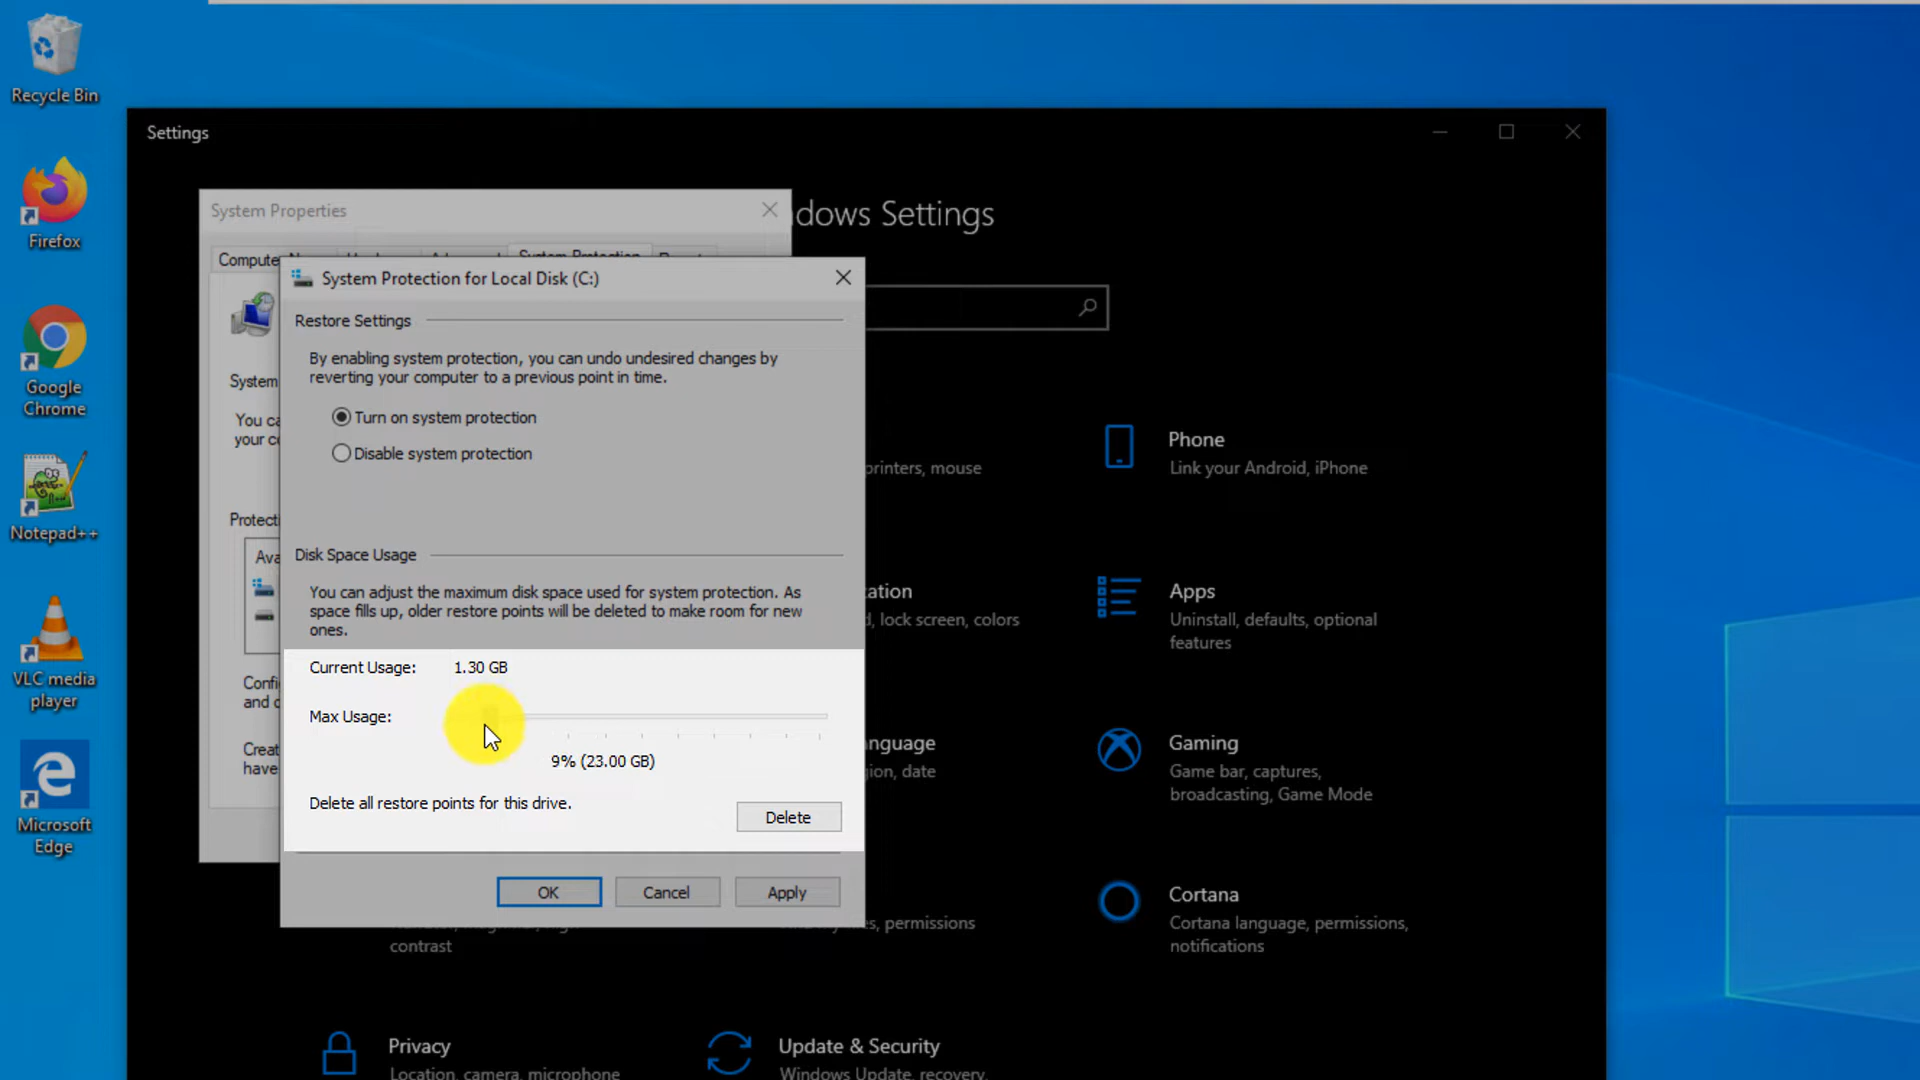 Recycle Bin
Firefox
Google
Chrome
Notepad++
VLC media
player
Microsoft
Edge
Settings
dows Settings
System Properties
System Protection
System Protection for Local Disk (C:)
Restore Settings
By enabling system protection, you can undo undesired changes by
reverting your computer to a previous point in time.
Turn on system protection
Disable system protection
Disk Space Usage
You can adjust the maximum disk space used for system protection. As
space fills up, older restore points will be deleted to make room for new
ones.
Current Usage: 1.30 GB
Max Usage:
9% (23.00 GB)
Delete all restore points for this drive.
Delete
OK Cancel Apply
Compute
System
You ca
your c
Protect
Ava
Confi
and c
Creat
have
printers, mouse
Phone
Link your Android, iPhone
lock screen, colors
Apps
Uninstall, defaults, optional
features
nguage
ion, date
Gaming
Game bar, captures,
broadcasting, Game Mode
contrast
permissions
Cortana
Cortana language, permissions,
notifications
Privacy
Location, camera, microphone
Update & Security
Windows Update, recovery,